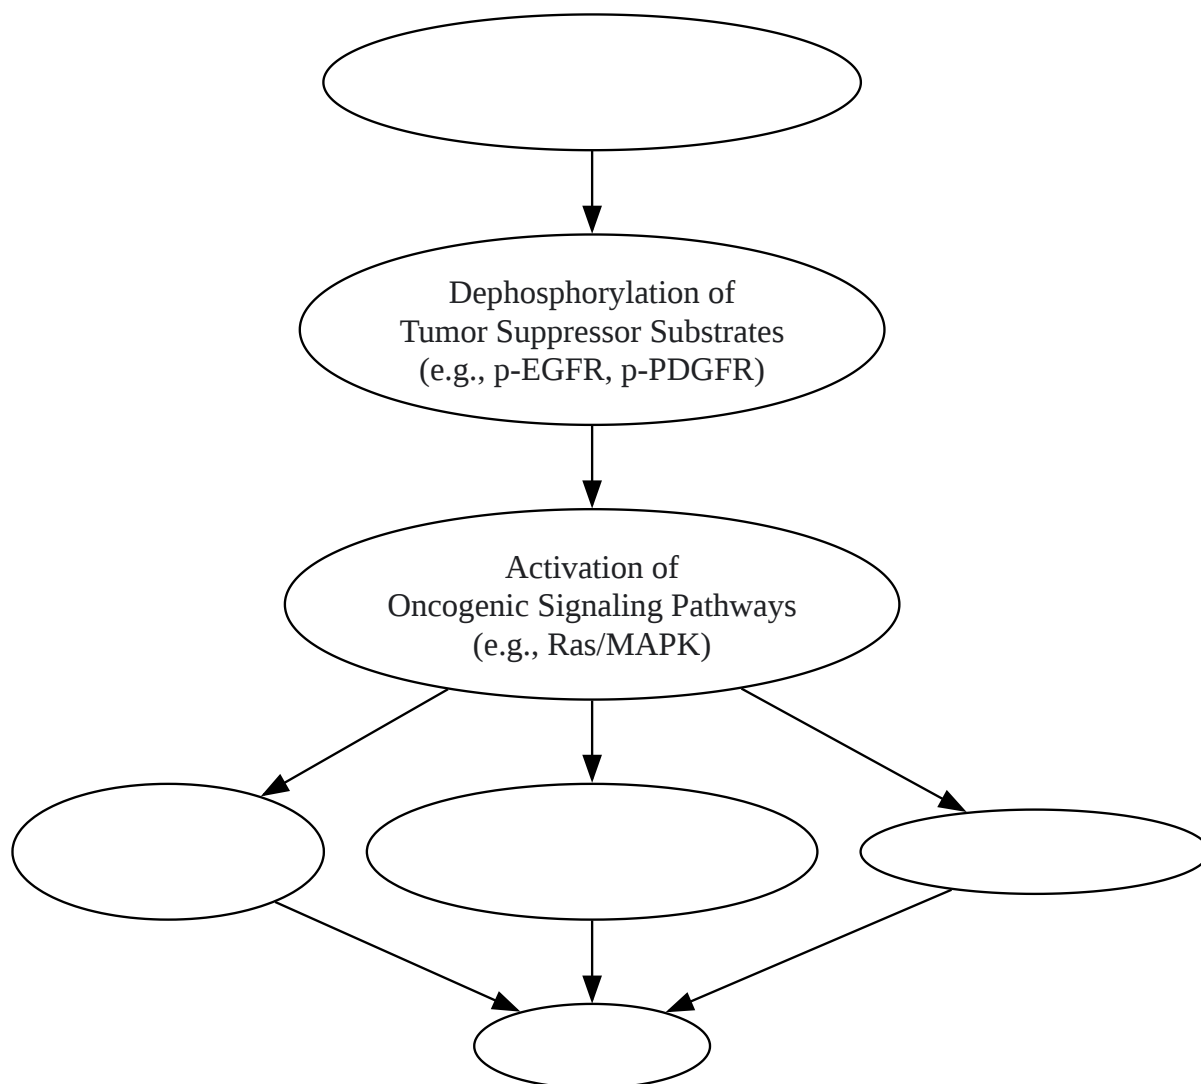 Dephosphorylation of
Tumor Suppressor Substrates
(e.g., p-EGFR, p-PDGFR)
Activation of
Oncogenic Signaling Pathways
(e.g., Ras/MAPK)